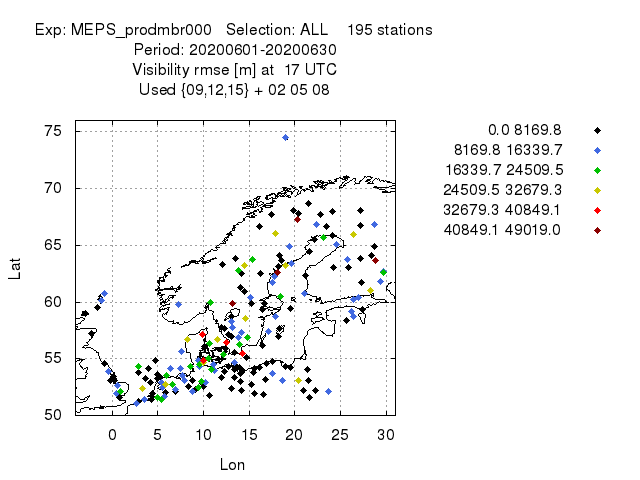 Exp: MEPS_prodmbr000 Selection: ALL 195 stations
Period: 20200601-20200630
Visibility rmse [m] at 17 UTC
Used {09,12,15} + 02 05 08
0.0 8169.8
8169.8 16339.7
16339.7 24509.5
24509.5 32679.3
32679.3 40849.1
40849.1 49019.0
75
70
65
60
55
50
Lat
0 5 10 15 20 25 30
Lon